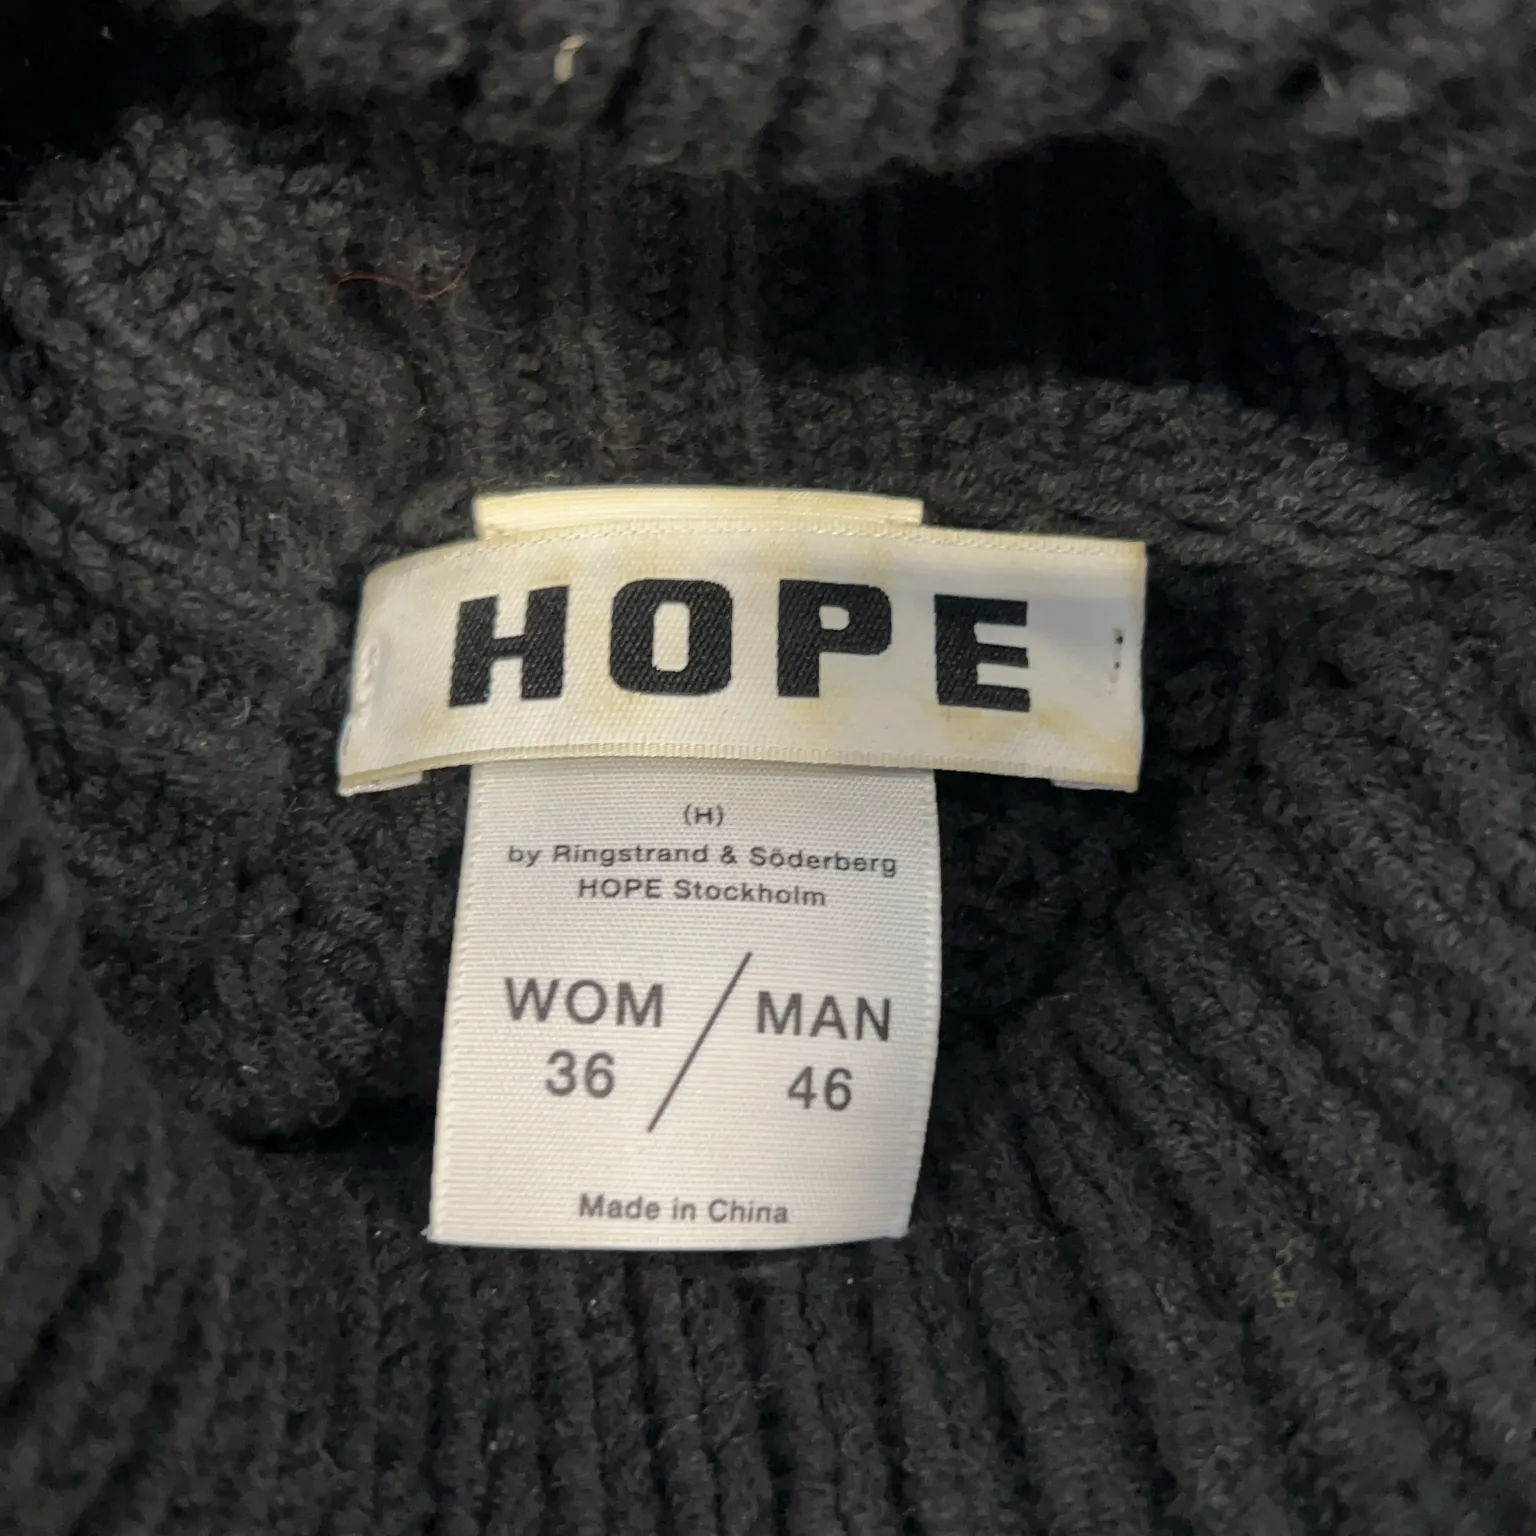 HOPE
(H)
by Ringstrand & Söderberg
HOPE Stockholm
WOM / MAN
36 46
Made in China